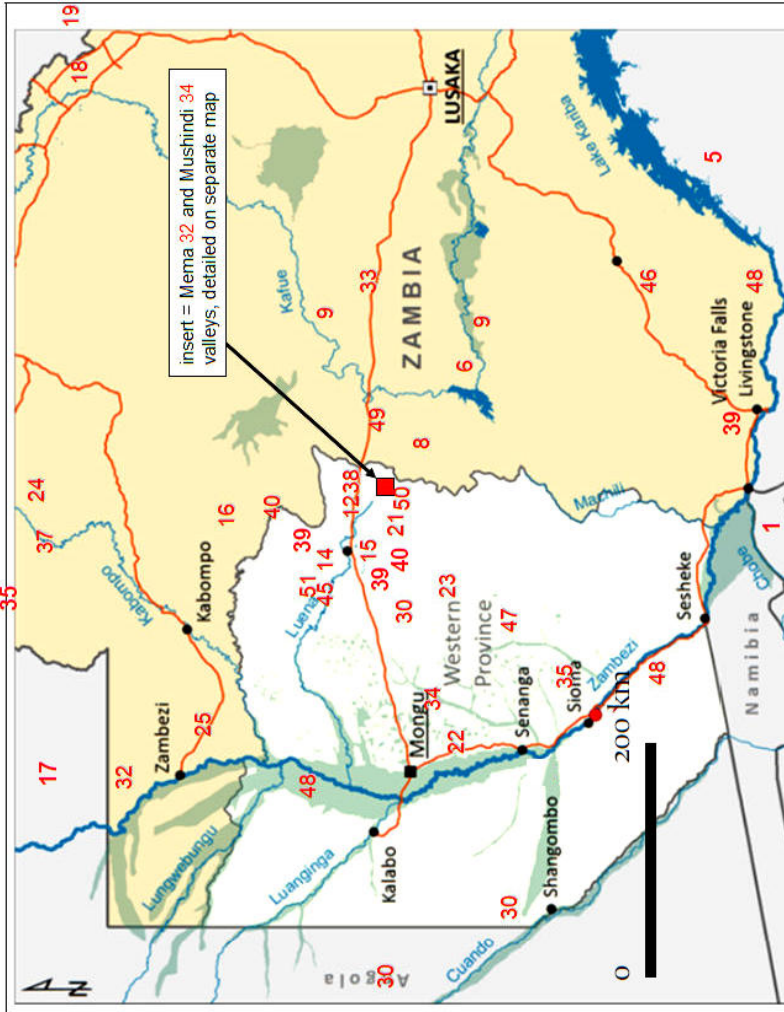 35
N
17
37
24
18
19
32
Kabompo
Lungwebungu
Zambezi
25
Kabompo
16
insert = Mema 32 and Mushindi 34
valleys, detailed on separate map
Luanginga
48
Luena
51
39
40
Kafue
9
45
14
Kalabo
Angola
30
39
15
1238
49
33
Mongu
34
30
40
21
50
8
ZAMBIA
LUSAKA
22
Western
Province
23
6
9
Cuando
30
Shangombo
Senanga
47
Sioma
35
Zambezi
Machili
Lake Kariba
0
200 km
48
Sesheke
46
5
Namibia
Chobe
1
39
Victoria Falls
Livingstone
48